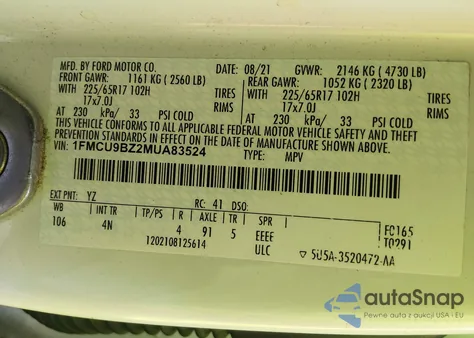 MFD. BY FORD MOTOR CO.
DATE: 08/21 GVWR: 2146 KG (4730 LB)
FRONT GAWR: 1161 KG (2560 LB) REAR GAWR: 1052 KG (2320 LB)
WITH WITH
225/65R17 102H TIRES 225/65R17 102H TIRES
17x7.0J RIMS 17x7.0J RIMS
AT 230 kPa/ 33 PSI COLD AT 230 kPa/ 33 PSI COLD
THIS VEHICLE CONFORMS TO ALL APPLICABLE FEDERAL MOTOR VEHICLE SAFETY AND THEFT
PREVENTION STANDARDS IN EFFECT ON THE DATE OF MANUFACTURE SHOWN ABOVE.
VIN: 1FMCU9BZ2MUA83524 TYPE: MPV
EXT PNT: YZ RC: 41 DSO: FC165
WB INT TR TP/PS R AXLE TR SPR T0291
106 4N 4 91 5 EEEE
1202108125614 ULC ▽ 5U5A-3520472-AA
autoSnap
Pewne auto z USA - EU